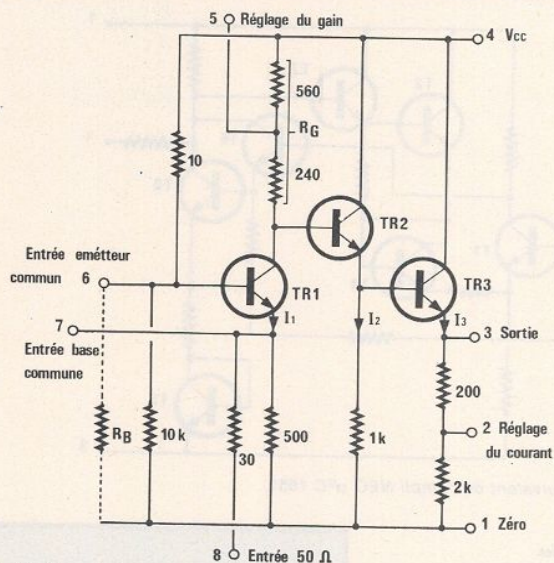 5 Réglage du gain
4 Vcc
560
RG
10
240
TR2
Entrée emétteur
commun 6
TR1
TR3
7
I1
I2
I3
3 Sortie
Entrée base
commune
200
RB
10 k
30
500
1k
2 Réglage
du courant
2k
1 Zéro
8 Entrée 50 Ω